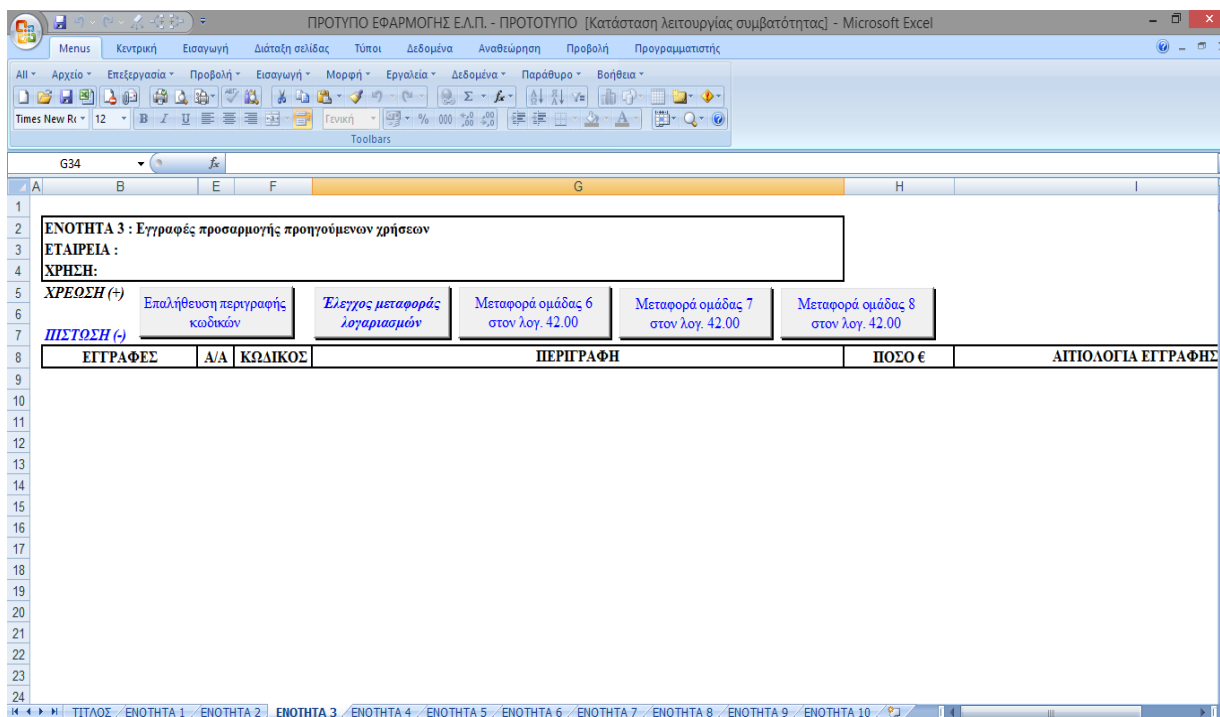 ΠΡΟΤΥΠΟ ΕΦΑΡΜΟΓΗΣ Ε.Λ.Π. - ΠΡΟΤΟΤΥΠΟ [Κατάσταση λειτουργίας συμβατότητας] - Microsoft Excel
Menus Κεντρική Εισαγωγή Διάταξη σελίδας Τύποι Δεδομένα Αναθεώρηση Προβολή Προγραμματιστής
All Αρχείο Επεξεργασία Προβολή Εισαγωγή Μορφή Εργαλεία Δεδομένα Παράθυρο Βοήθεια
Times New Rc 12 B I U Γενική % 000
Toolbars
G34 fx
A B E F G H I
1
2 ΕΝΟΤΗΤΑ 3 : Εγγραφές προσαρμογής προηγούμενων χρήσεων
3 ΕΤΑΙΡΕΙΑ :
4 ΧΡΗΣΗ:
5 ΧΡΕΩΣΗ (+)
6 Επαλήθευση περιγραφής κωδικών Έλεγχος μεταφοράς λογαριασμών Μεταφορά ομάδας 6 στον λογ. 42.00 Μεταφορά ομάδας 7 στον λογ. 42.00 Μεταφορά ομάδας 8 στον λογ. 42.00
7 ΠΙΣΤΩΣΗ (-)
8 ΕΓΓΡΑΦΕΣ Α/Α ΚΩΔΙΚΟΣ ΠΕΡΙΓΡΑΦΗ ΠΟΣΟ € ΑΙΤΙΟΛΟΓΙΑ ΕΓΓΡΑΦΗΣ
9
10
11
12
13
14
15
16
17
18
19
20
21
22
23
24
ΤΙΤΛΟΣ ΕΝΟΤΗΤΑ 1 ΕΝΟΤΗΤΑ 2 ΕΝΟΤΗΤΑ 3 ΕΝΟΤΗΤΑ 4 ΕΝΟΤΗΤΑ 5 ΕΝΟΤΗΤΑ 6 ΕΝΟΤΗΤΑ 7 ΕΝΟΤΗΤΑ 8 ΕΝΟΤΗΤΑ 9 ΕΝΟΤΗΤΑ 10